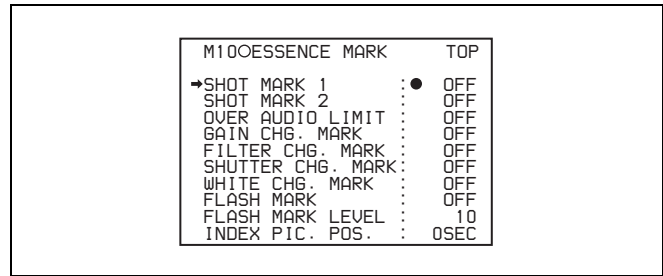 M10○ESSENCE MARK TOP
➡SHOT MARK 1 :● OFF
SHOT MARK 2 : OFF
OVER AUDIO LIMIT : OFF
GAIN CHG. MARK : OFF
FILTER CHG. MARK : OFF
SHUTTER CHG. MARK: OFF
WHITE CHG. MARK : OFF
FLASH MARK : OFF
FLASH MARK LEVEL : 10
INDEX PIC. POS. : 0SEC